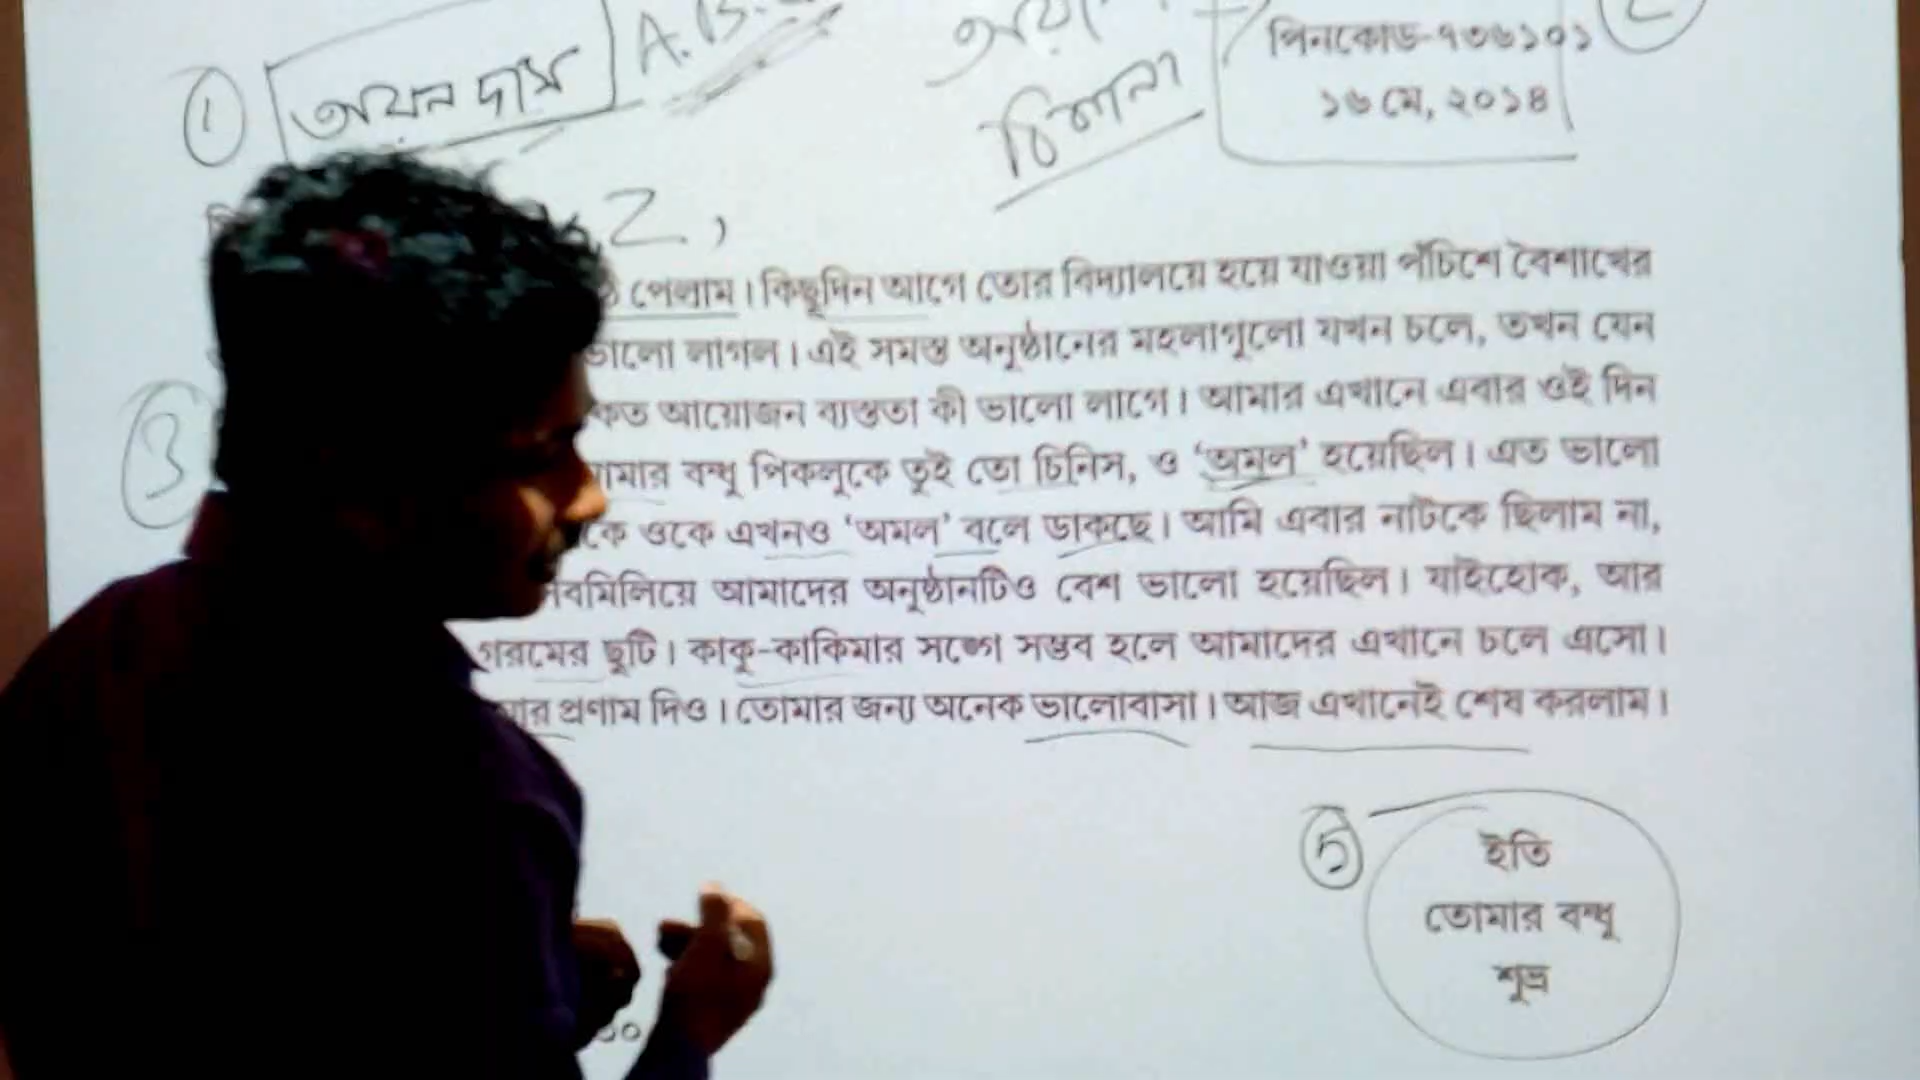 পিনকোড-৭৩৬১০১
১৬ মে, ২০১৪
① অয়ন দাস A.B.
ঠিকানা
Z,
পেলাম। কিছুদিন আগে তোর বিদ্যালয়ে হয়ে যাওয়া পঁচিশে বৈশাখের
ভালো লাগল। এই সমস্ত অনুষ্ঠানের মহলাগুলো যখন চলে, তখন যেন
কত আয়োজন ব্যস্ততা কী ভালো লাগে। আমার এখানে এবার ওই দিন
③
বন্ধু পিকলুকে তুই তো চিনিস, ও ‘অমল’ হয়েছিল। এত ভালো
কে ওকে এখনও ‘অমল’ বলে ডাকছে। আমি এবার নাটকে ছিলাম না,
আমাদের অনুষ্ঠানটিও বেশ ভালো হয়েছিল। যাইহোক, আর
গরমের ছুটি। কাকু-কাকিমার সঙ্গে সম্ভব হলে আমাদের এখানে চলে এসো।
প্রণাম দিও। তোমার জন্য অনেক ভালোবাসা। আজ এখানেই শেষ করলাম।
⑤
ইতি
তোমার বন্ধু
শুভ্র